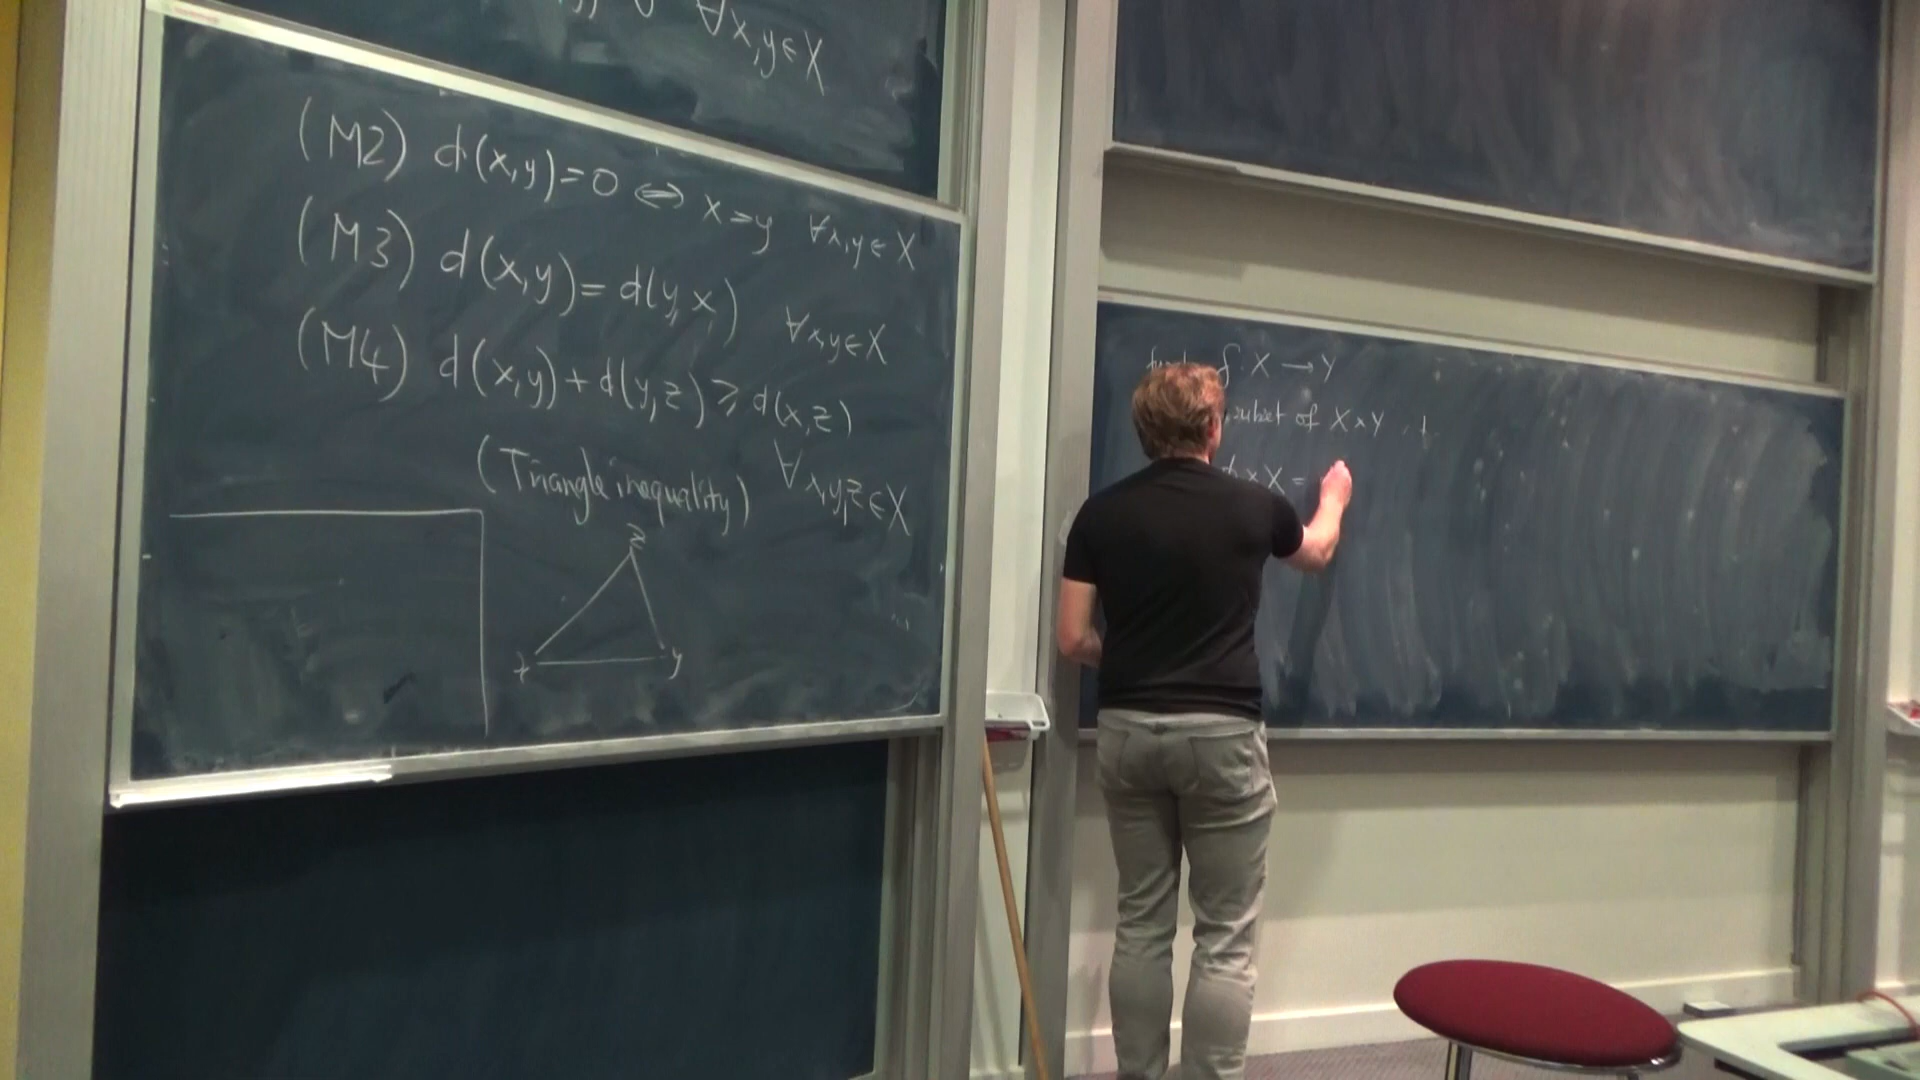 ∀x,y∈X
(M2) d(x,y)=0 ⇔ x=y ∀x,y∈X
(M3) d(x,y)=d(y,x) ∀x,y∈X
(M4) d(x,y)+d(y,z)⩾d(x,z)
(Triangle inequality) ∀x,y,z∈X
z
x y
f: X → Y
subset of X×Y
×X =